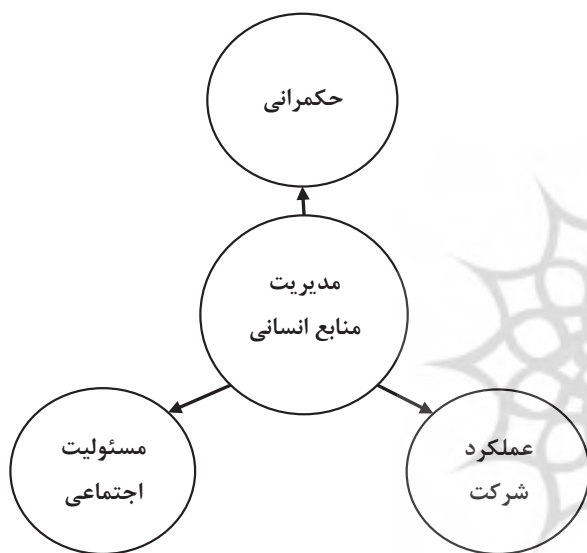 حکمرانی
مدیریت
منابع انسانی
عملکرد
شرکت
مسئولیت
اجتماعی